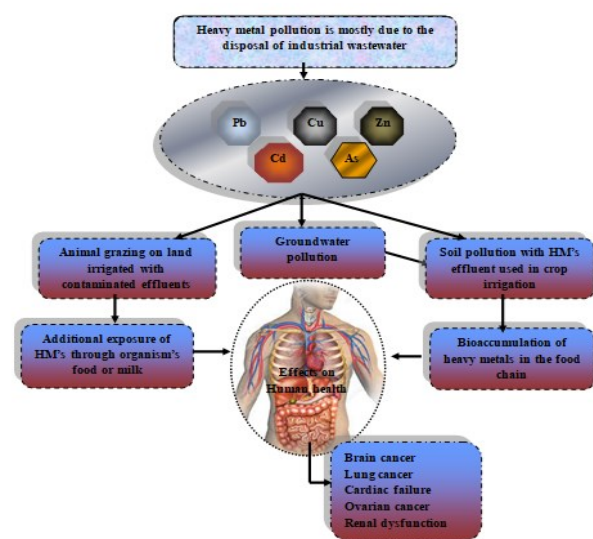 Heavy metal pollution is mostly due to the
disposal of industrial wastewater
Pb
Cu
Zn
Cd
As
Animal grazing on land
irrigated with
contaminated effluents
Groundwater
pollution
Soil pollution with HM's
effluent used in crop
irrigation
Additional exposure of
HM's through organism's
food or milk
Effects on
Human health
Bioaccumulation of
heavy metals in the food
chain
Brain cancer
Lung cancer
Cardiac failure
Ovarian cancer
Renal dysfunction